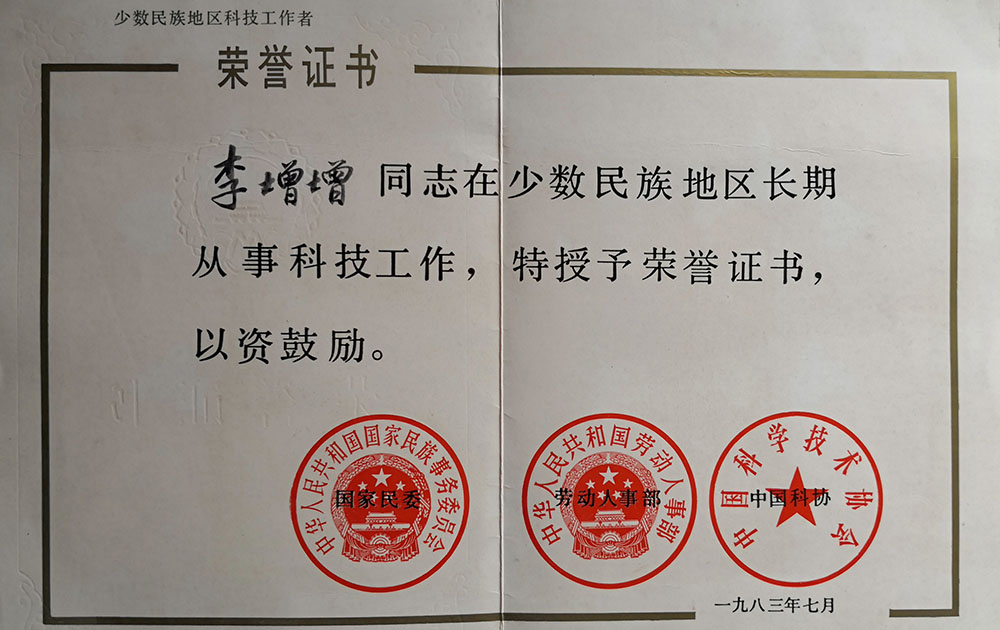 少数民族地区科技工作者
荣誉证书
李增增 同志在少数民族地区长期
从事科技工作，特授予荣誉证书，
以资鼓励。
中华人民共和国国家民族事务委员会
国家民委
中华人民共和国劳动人事部
劳动人事部
中国科学技术协会
中国科协
一九八三年七月